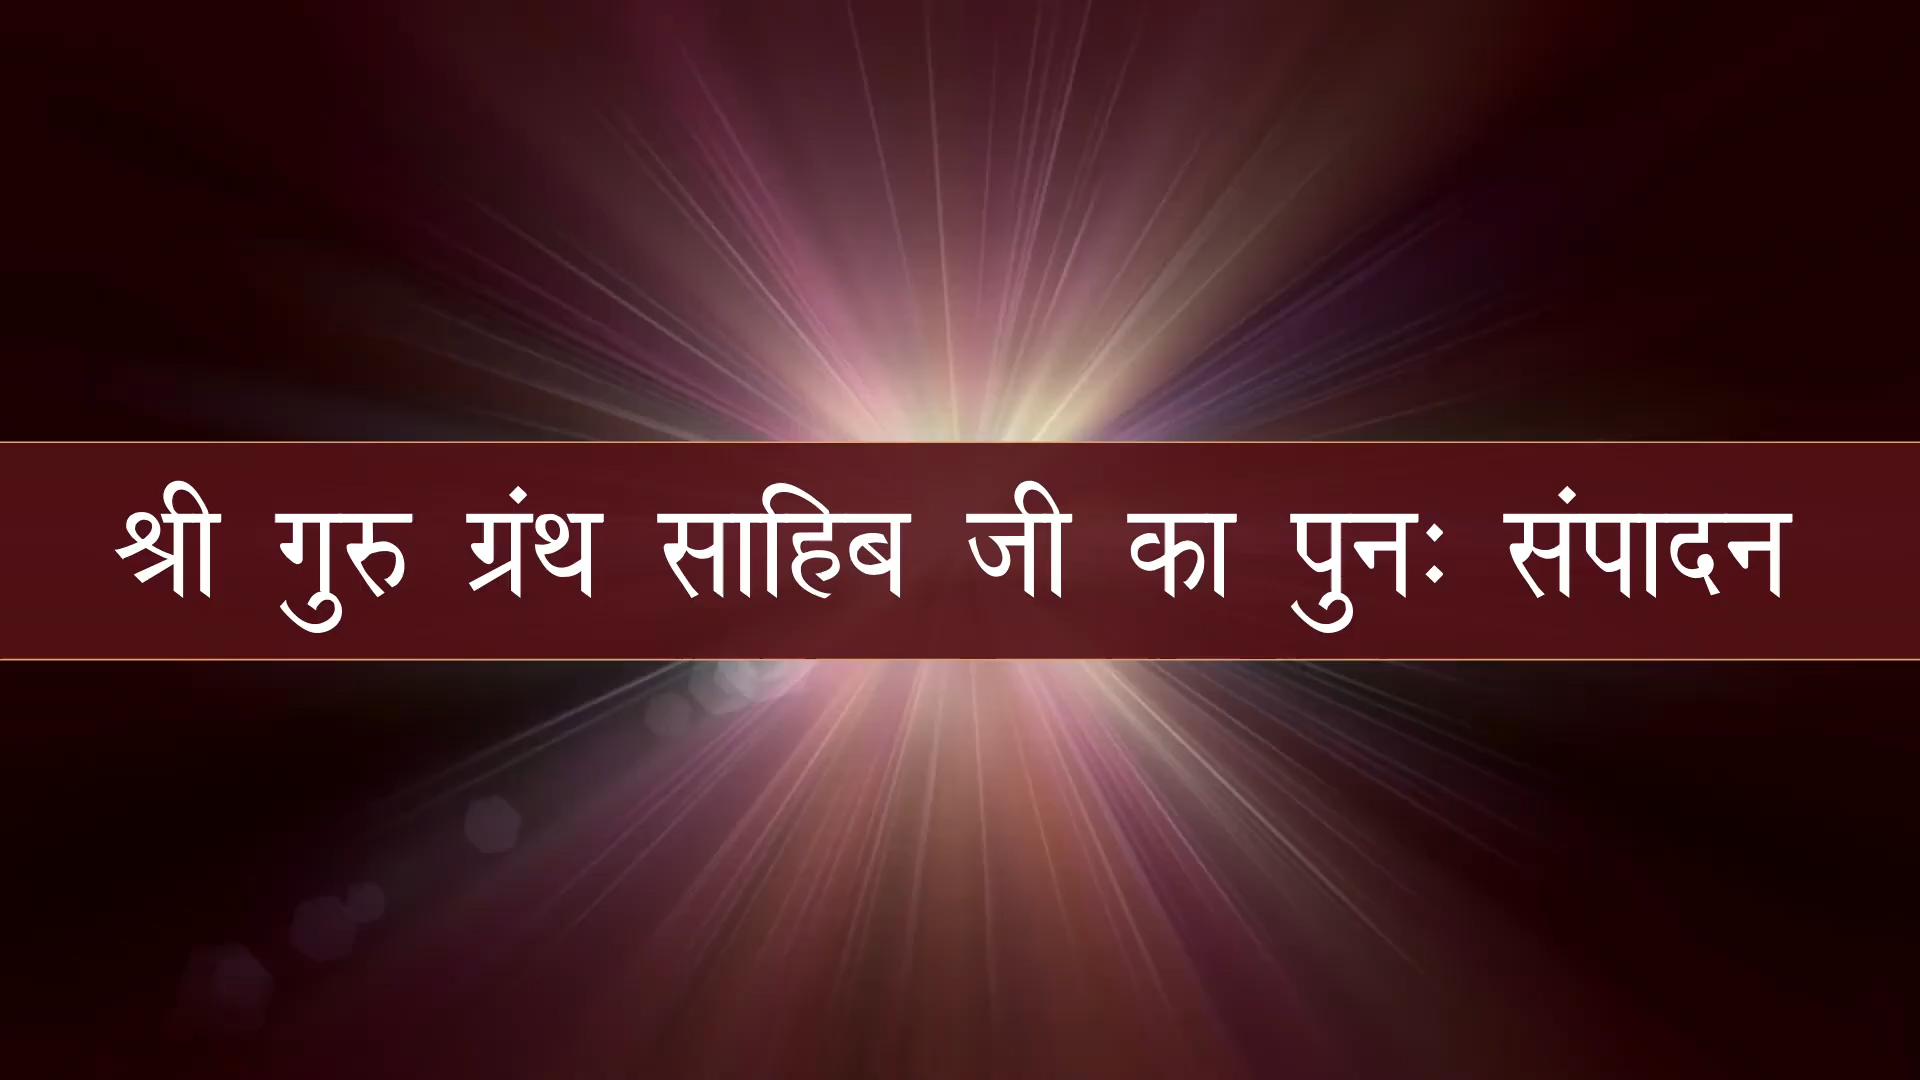 श्री गुरु ग्रंथ साहिब जी का पुनः संपादन